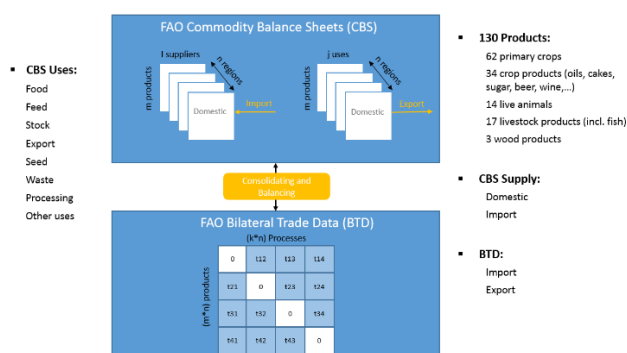 FAO Commodity Balance Sheets (CBS)
I suppliers
n regions
m products
Domestic
Import
j uses
n regions
m products
Domestic
Export
Consolidating and
Balancing
FAO Bilateral Trade Data (BTD)
(k*n) Processes
(m*n) products
0 t12 t13 t14
t21 0 t23 t24
t31 t32 0 t34
t41 t42 t43 0
▪ CBS Uses:
Food
Feed
Stock
Export
Seed
Waste
Processing
Other uses
▪ 130 Products:
62 primary crops
34 crop products (oils, cakes,
sugar, beer, wine,...)
14 live animals
17 livestock products (incl. fish)
3 wood products
▪ CBS Supply:
Domestic
Import
▪ BTD:
Import
Export